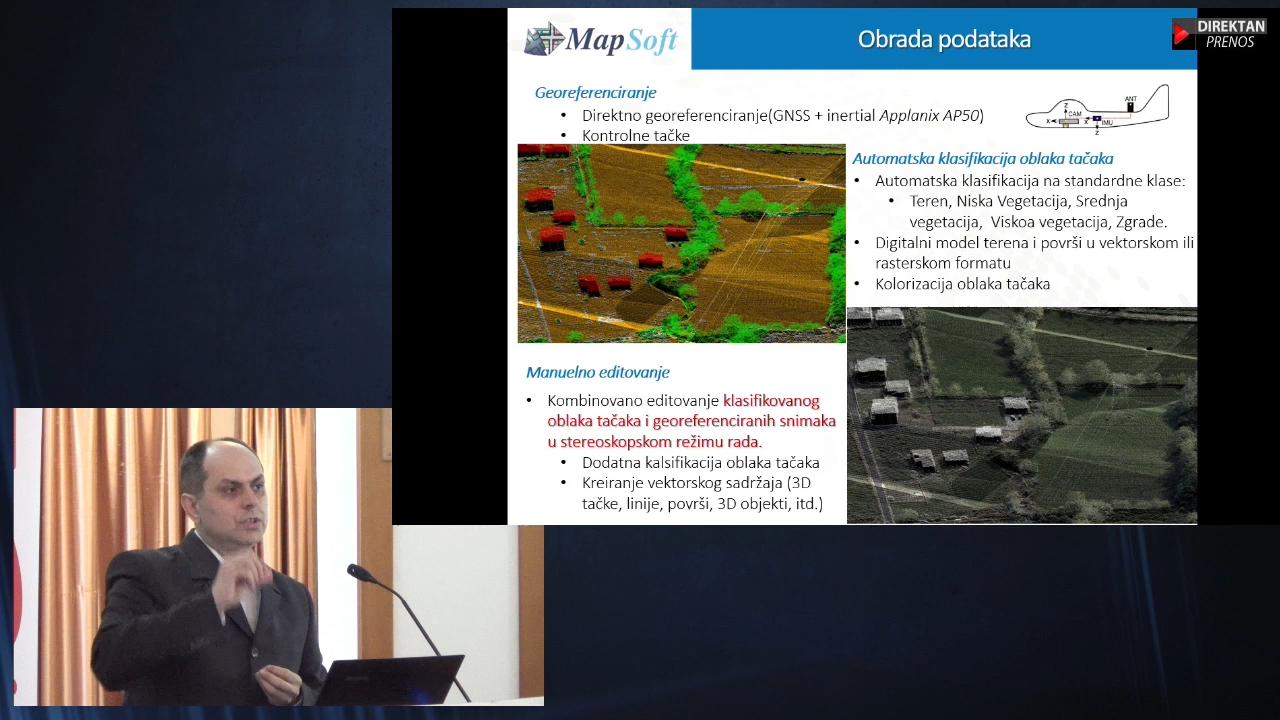 MapSoft
Obrada podataka
DIREKTAN
PRENOS
Georeferenciranje
• Direktno georeferenciranje(GNSS + inertial Applanix AP50)
• Kontrolne tačke
ANT
Z
CAM
X
X
IMU
Z
Automatska klasifikacija oblaka tačaka
• Automatska klasifikacija na standardne klase:
• Teren, Niska Vegetacija, Srednja
vegetacija, Viskoa vegetacija, Zgrade.
• Digitalni model terena i površi u vektorskom ili
rasterskom formatu
• Kolorizacija oblaka tačaka
Manuelno editovanje
• Kombinovano editovanje klasifikovanog
oblaka tačaka i georeferenciranih snimaka
u stereoskopskom režimu rada.
• Dodatna kalsifikacija oblaka tačaka
• Kreiranje vektorskog sadržaja (3D
tačke, linije, površi, 3D objekti, itd.)